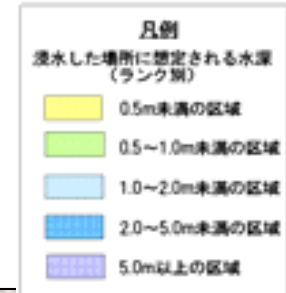 凡例
浸水した場所に想定される水深
(ランク別)
0.5m未満の区域
0.5〜1.0m未満の区域
1.0〜2.0m未満の区域
2.0〜5.0m未満の区域
5.0m以上の区域